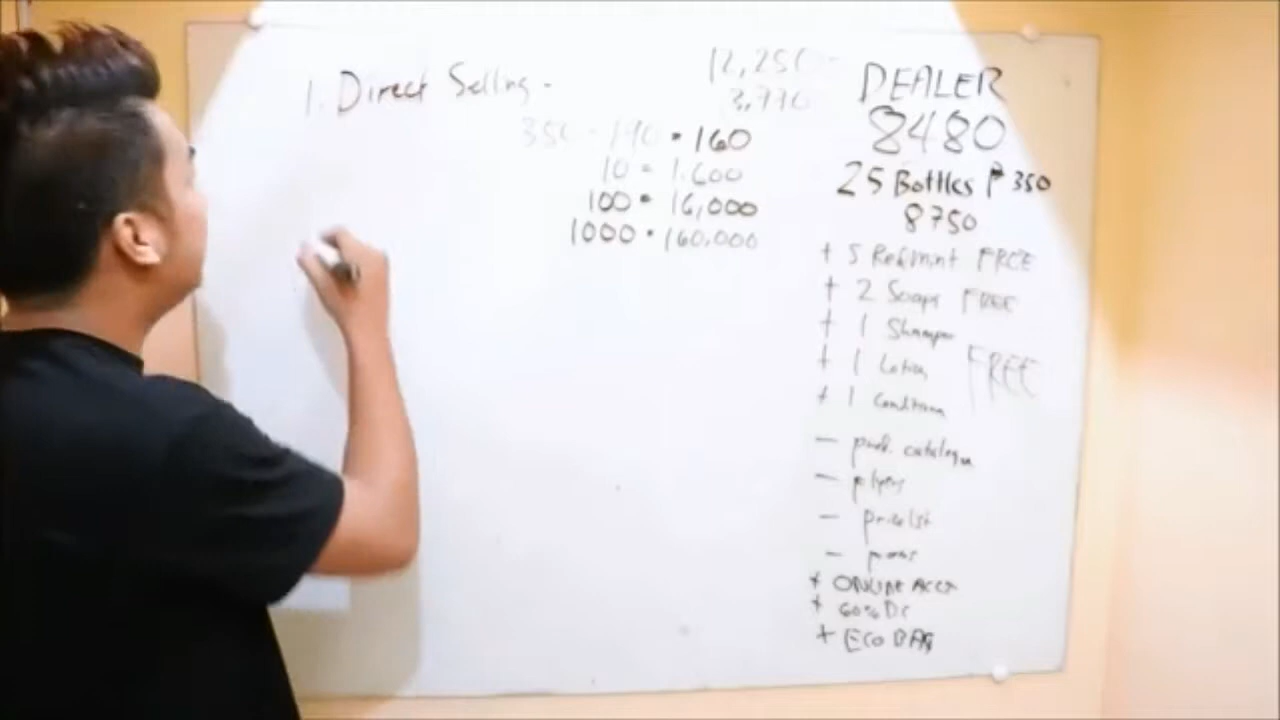 1. Direct Selling -
12,250
3,770
350 - 190 = 160
10 = 1,600
100 = 16,000
1000 = 160,000
DEALER
8480
25 Bottles ₱ 350
8750
+ 5 FREE
+ 2 Soaps FREE
+ 1 Shampoo
+ 1 Lotion FREE
+ 1
- prod. catalogue
- flyers
- pricelist
-
+ ONLINE ACCT
+ 60% DC
+ ECO BAG